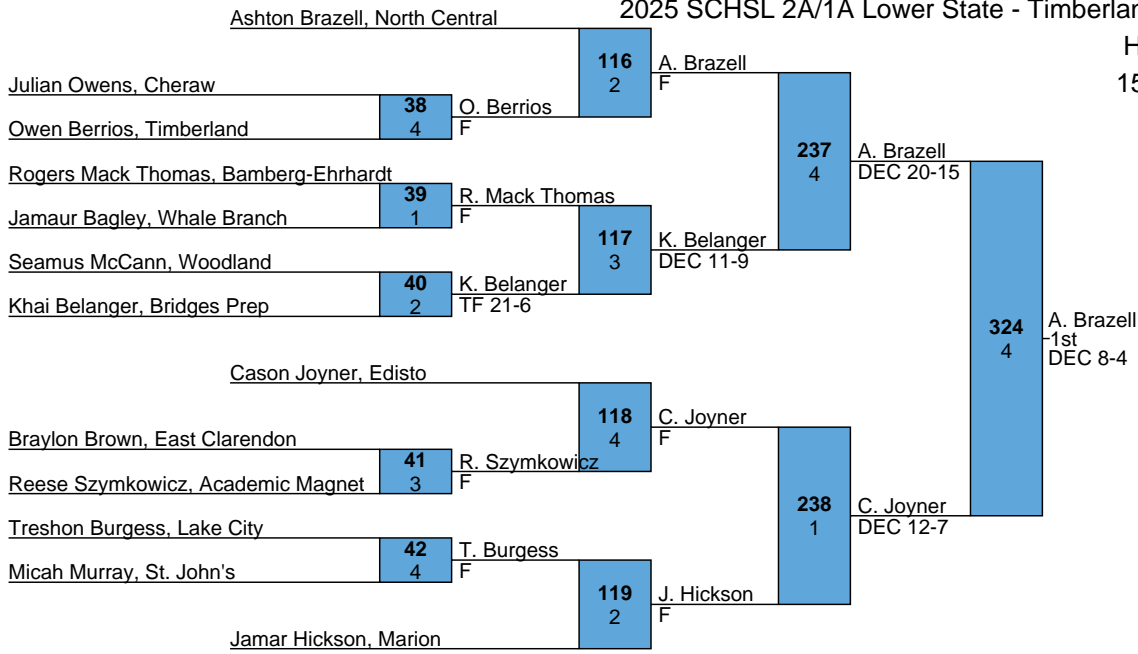 2025 SCHSL 2A/1A Lower State - Timberlan
H
15
Ashton Brazell, North Central
116
2
A. Brazell
F
Julian Owens, Cheraw
38
4
O. Berrios
F
Owen Berrios, Timberland
237
4
A. Brazell
DEC 20-15
Rogers Mack Thomas, Bamberg-Ehrhardt
39
1
R. Mack Thomas
F
Jamaur Bagley, Whale Branch
117
3
K. Belanger
DEC 11-9
Seamus McCann, Woodland
40
2
K. Belanger
TF 21-6
Khai Belanger, Bridges Prep
324
4
A. Brazell
1st
DEC 8-4
Cason Joyner, Edisto
118
4
C. Joyner
F
Braylon Brown, East Clarendon
41
3
R. Szymkowicz
F
Reese Szymkowicz, Academic Magnet
238
1
C. Joyner
DEC 12-7
Treshon Burgess, Lake City
42
4
T. Burgess
F
Micah Murray, St. John's
119
2
J. Hickson
F
Jamar Hickson, Marion